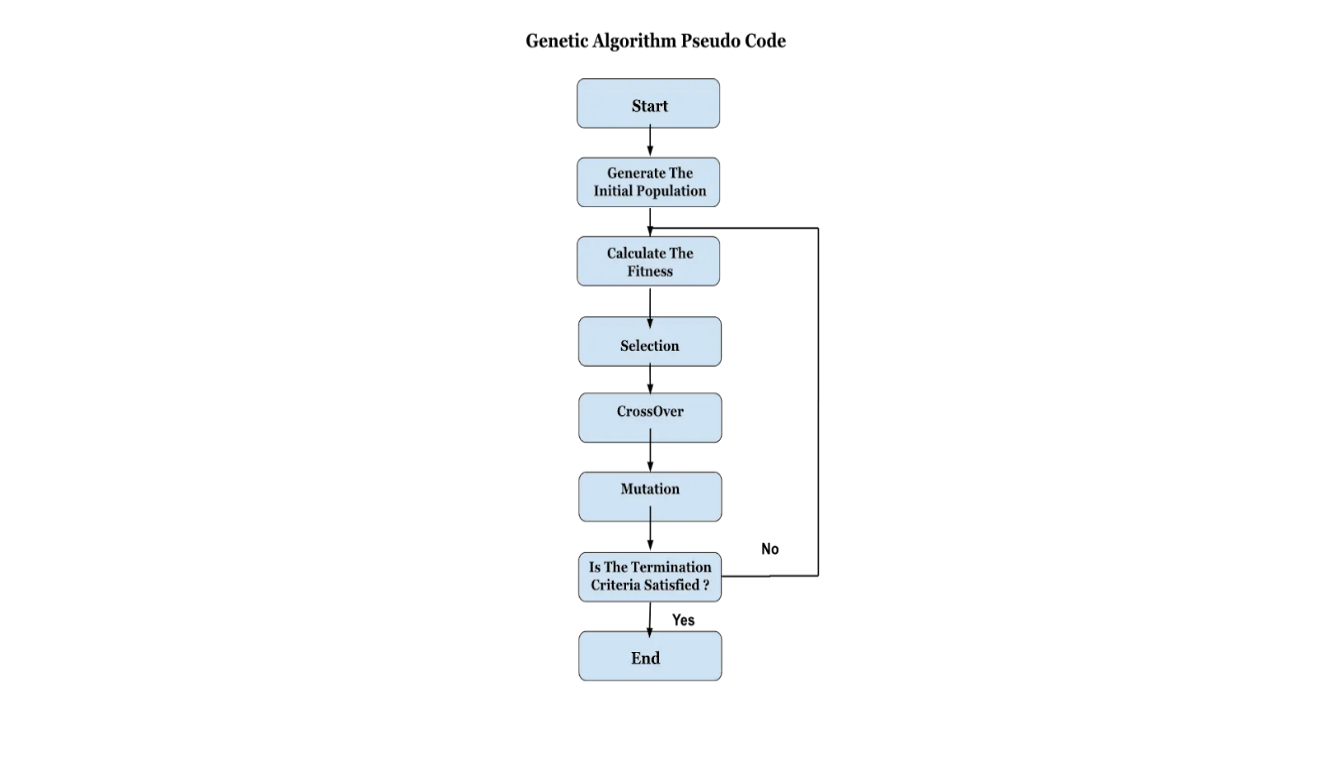 Genetic Algorithm Pseudo Code
Start
Generate The
Initial Population
Calculate The
Fitness
Selection
CrossOver
Mutation
No
Is The Termination
Criteria Satisfied ?
Yes
End